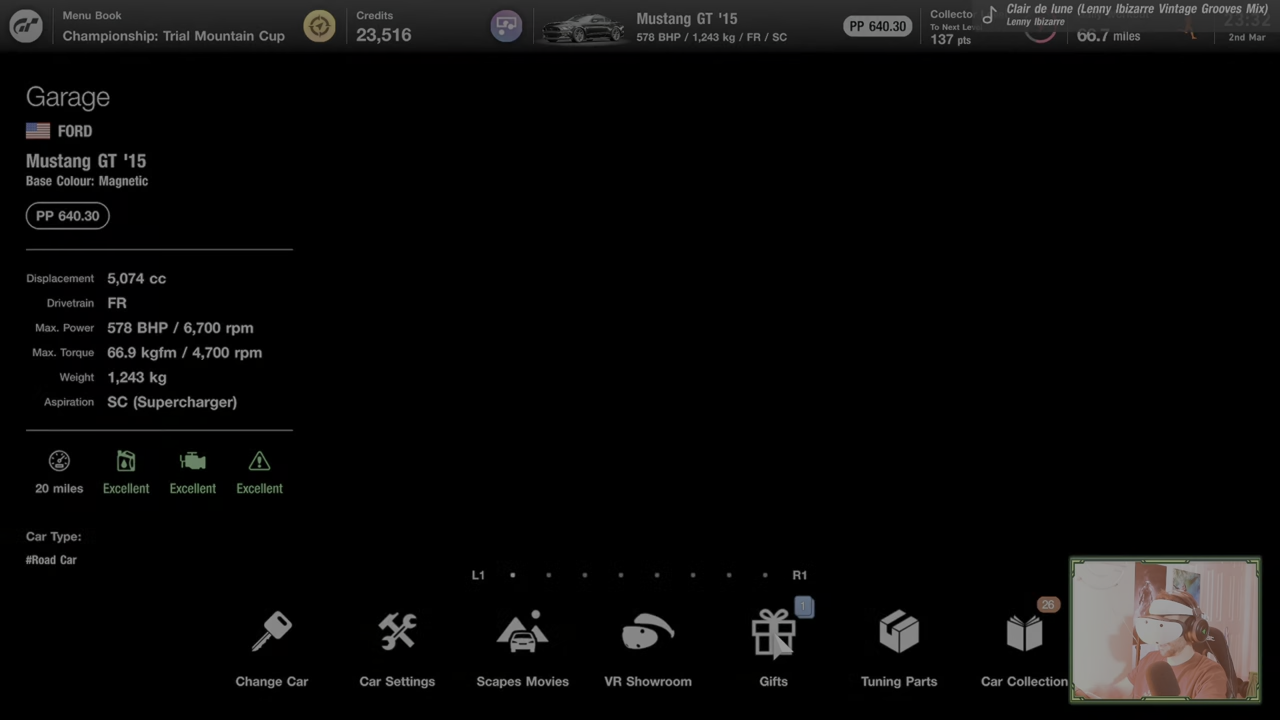 Menu Book
Championship: Trial Mountain Cup
Credits
23,516
Mustang GT '15
578 BHP / 1,243 kg / FR / SC
PP 640.30
Collecto
To Next Le
137 pts
Clair de lune (Lenny Ibizarre Vintage Grooves Mix)
Lenny Ibizarre
66.7 miles
23:32
2nd Mar
Garage
FORD
Mustang GT '15
Base Colour: Magnetic
PP 640.30
Displacement 5,074 cc
Drivetrain FR
Max. Power 578 BHP / 6,700 rpm
Max. Torque 66.9 kgfm / 4,700 rpm
Weight 1,243 kg
Aspiration SC (Supercharger)
20 miles Excellent Excellent Excellent
Car Type:
#Road Car
L1 R1
1
26
Change Car Car Settings Scapes Movies VR Showroom Gifts Tuning Parts Car Collection